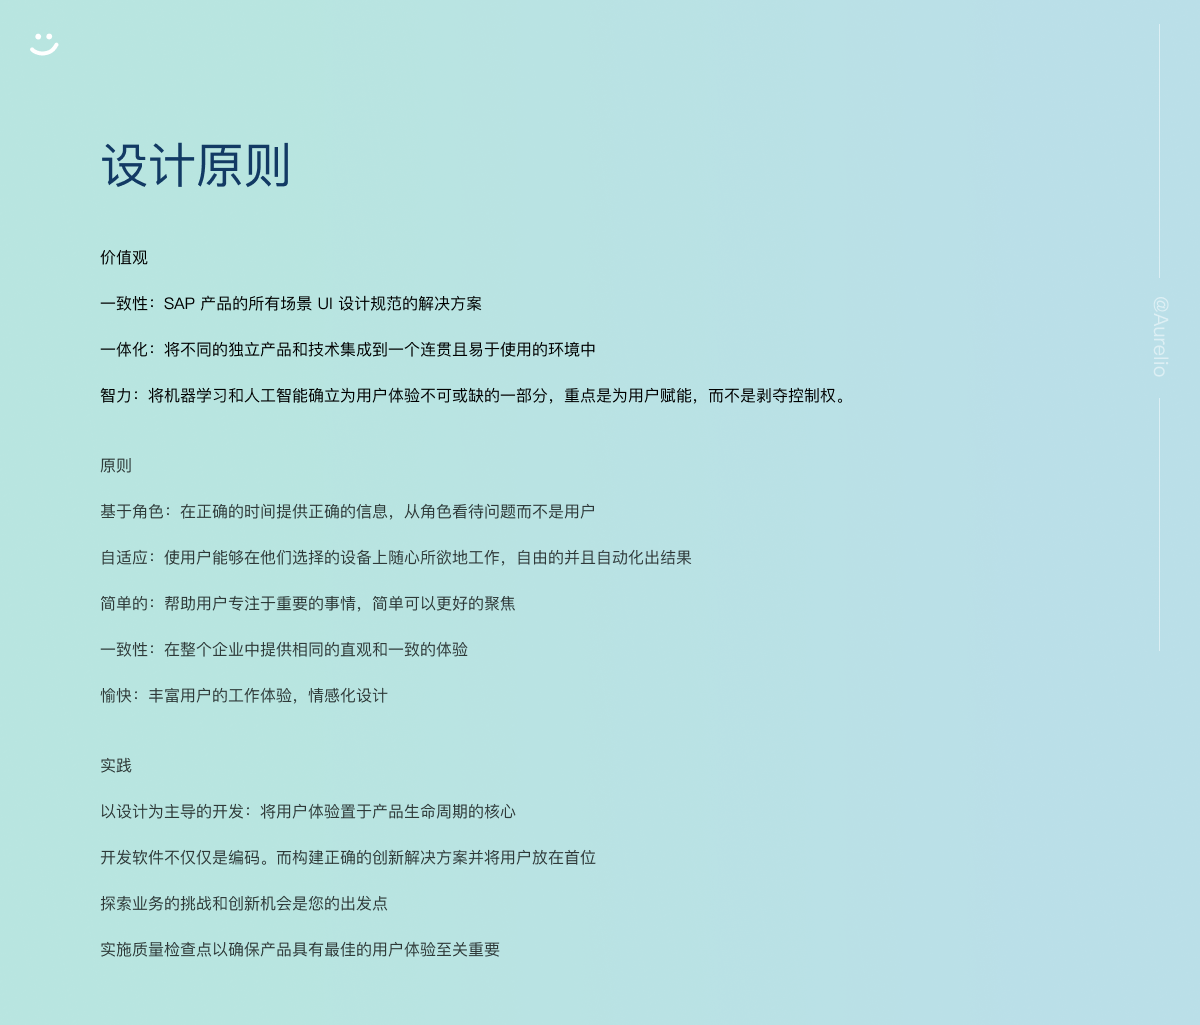 设计原则
价值观
一致性：SAP 产品的所有场景 UI 设计规范的解决方案
一体化：将不同的独立产品和技术集成到一个连贯且易于使用的环境中
智力：将机器学习和人工智能确立为用户体验不可或缺的一部分，重点是为用户赋能，而不是剥夺控制权。
原则
基于角色：在正确的时间提供正确的信息，从角色看待问题而不是用户
自适应：使用户能够在他们选择的设备上随心所欲地工作，自由的并且自动化出结果
简单的：帮助用户专注于重要的事情，简单可以更好的聚焦
一致性：在整个企业中提供相同的直观和一致的体验
愉快：丰富用户的工作体验，情感化设计
实践
以设计为主导的开发：将用户体验置于产品生命周期的核心
开发软件不仅仅是编码。而构建正确的创新解决方案并将用户放在首位
探索业务的挑战和创新机会是您的出发点
实施质量检查点以确保产品具有最佳的用户体验至关重要
@Aurelio